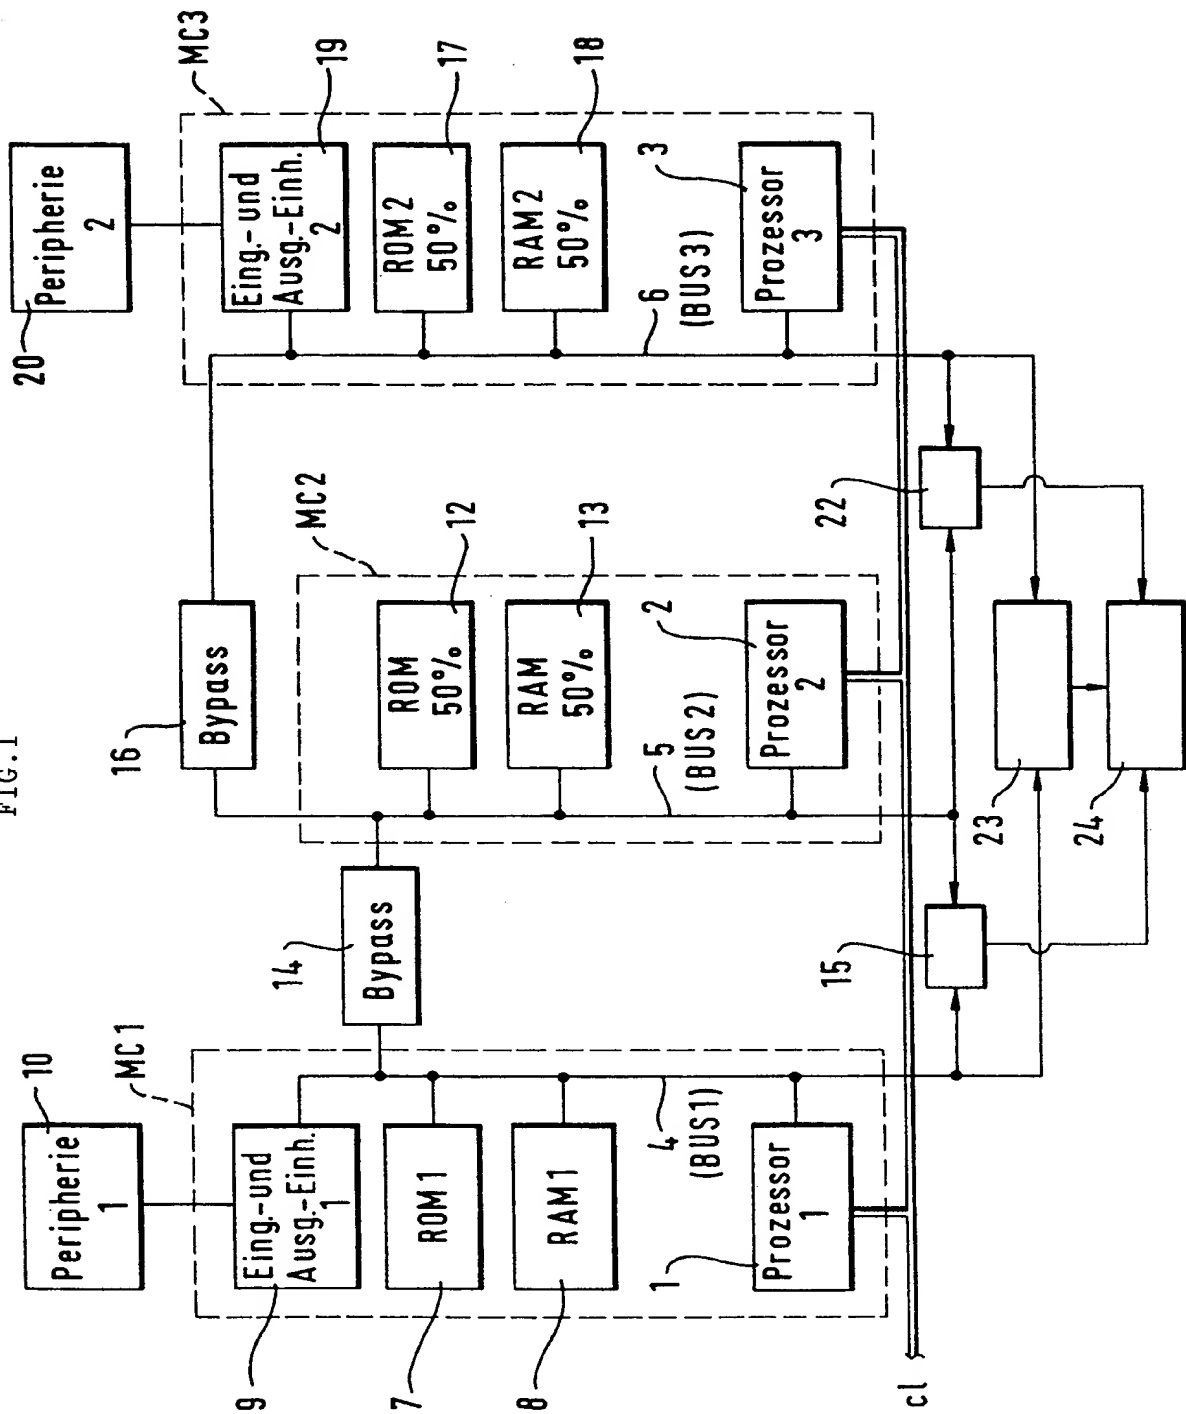 FIG.1
10
Peripherie
1
MC1
9
Eing.-und
Ausg.-Einh.
1
7
ROM1
8
RAM1
4
(BUS1)
1
Prozessor
1
14
Bypass
16
Bypass
MC2
12
ROM
50%
13
RAM
50%
5
(BUS2)
2
Prozessor
2
20
Peripherie
2
MC3
19
Eing.-und
Ausg.-Einh.
2
17
ROM2
50%
18
RAM2
50%
6
(BUS3)
3
Prozessor
3
cl
15
22
23
24